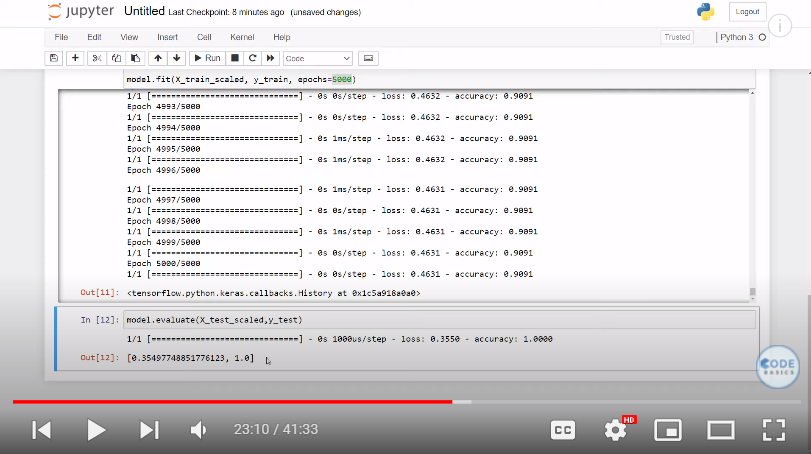 jupyter Untitled Last Checkpoint: 8 minutes ago (unsaved changes) Logout
File Edit View Insert Cell Kernel Help Trusted Python 3
Run Code
model.fit(X_train_scaled, y_train, epochs=5000)
1/1 [==============================] - 0s 0s/step - loss: 0.4632 - accuracy: 0.9091
Epoch 4993/5000
1/1 [==============================] - 0s 0s/step - loss: 0.4632 - accuracy: 0.9091
Epoch 4994/5000
1/1 [==============================] - 0s 1ms/step - loss: 0.4632 - accuracy: 0.9091
Epoch 4995/5000
1/1 [==============================] - 0s 1ms/step - loss: 0.4632 - accuracy: 0.9091
Epoch 4996/5000
1/1 [==============================] - 0s 1ms/step - loss: 0.4631 - accuracy: 0.9091
Epoch 4997/5000
1/1 [==============================] - 0s 0s/step - loss: 0.4631 - accuracy: 0.9091
Epoch 4998/5000
1/1 [==============================] - 0s 1ms/step - loss: 0.4631 - accuracy: 0.9091
Epoch 4999/5000
1/1 [==============================] - 0s 0s/step - loss: 0.4631 - accuracy: 0.9091
Epoch 5000/5000
1/1 [==============================] - 0s 0s/step - loss: 0.4631 - accuracy: 0.9091
Out[11]: <tensorflow.python.keras.callbacks.History at 0x1c5a918a0a0>
In [12]: model.evaluate(X_test_scaled,y_test)
1/1 [==============================] - 0s 1000us/step - loss: 0.3550 - accuracy: 1.0000
Out[12]: [0.35497748851776123, 1.0]
CODE
BASICS
23:10 / 41:33 CC HD